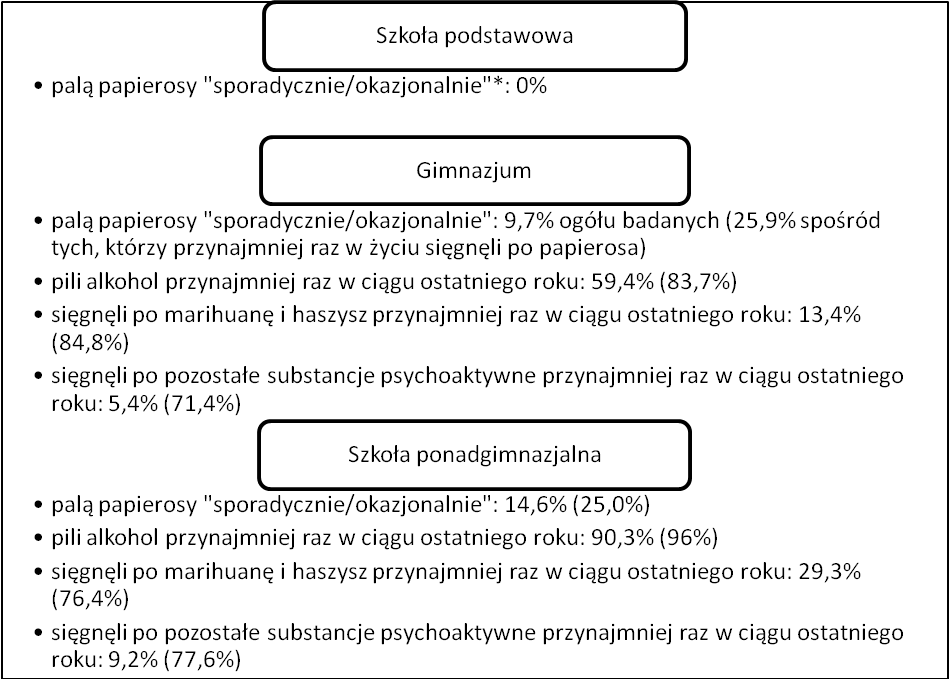 Szkoła podstawowa
• palą papierosy "sporadycznie/okazjonalnie"*: 0%
Gimnazjum
• palą papierosy "sporadycznie/okazjonalnie": 9,7% ogółu badanych (25,9% spośród
tych, którzy przynajmniej raz w życiu sięgnęli po papierosa)
• pili alkohol przynajmniej raz w ciągu ostatniego roku: 59,4% (83,7%)
• sięgnęli po marihuanę i haszysz przynajmniej raz w ciągu ostatniego roku: 13,4%
(84,8%)
• sięgnęli po pozostałe substancje psychoaktywne przynajmniej raz w ciągu ostatniego
roku: 5,4% (71,4%)
Szkoła ponadgimnazjalna
• palą papierosy "sporadycznie/okazjonalnie": 14,6% (25,0%)
• pili alkohol przynajmniej raz w ciągu ostatniego roku: 90,3% (96%)
• sięgnęli po marihuanę i haszysz przynajmniej raz w ciągu ostatniego roku: 29,3%
(76,4%)
• sięgnęli po pozostałe substancje psychoaktywne przynajmniej raz w ciągu ostatniego
roku: 9,2% (77,6%)